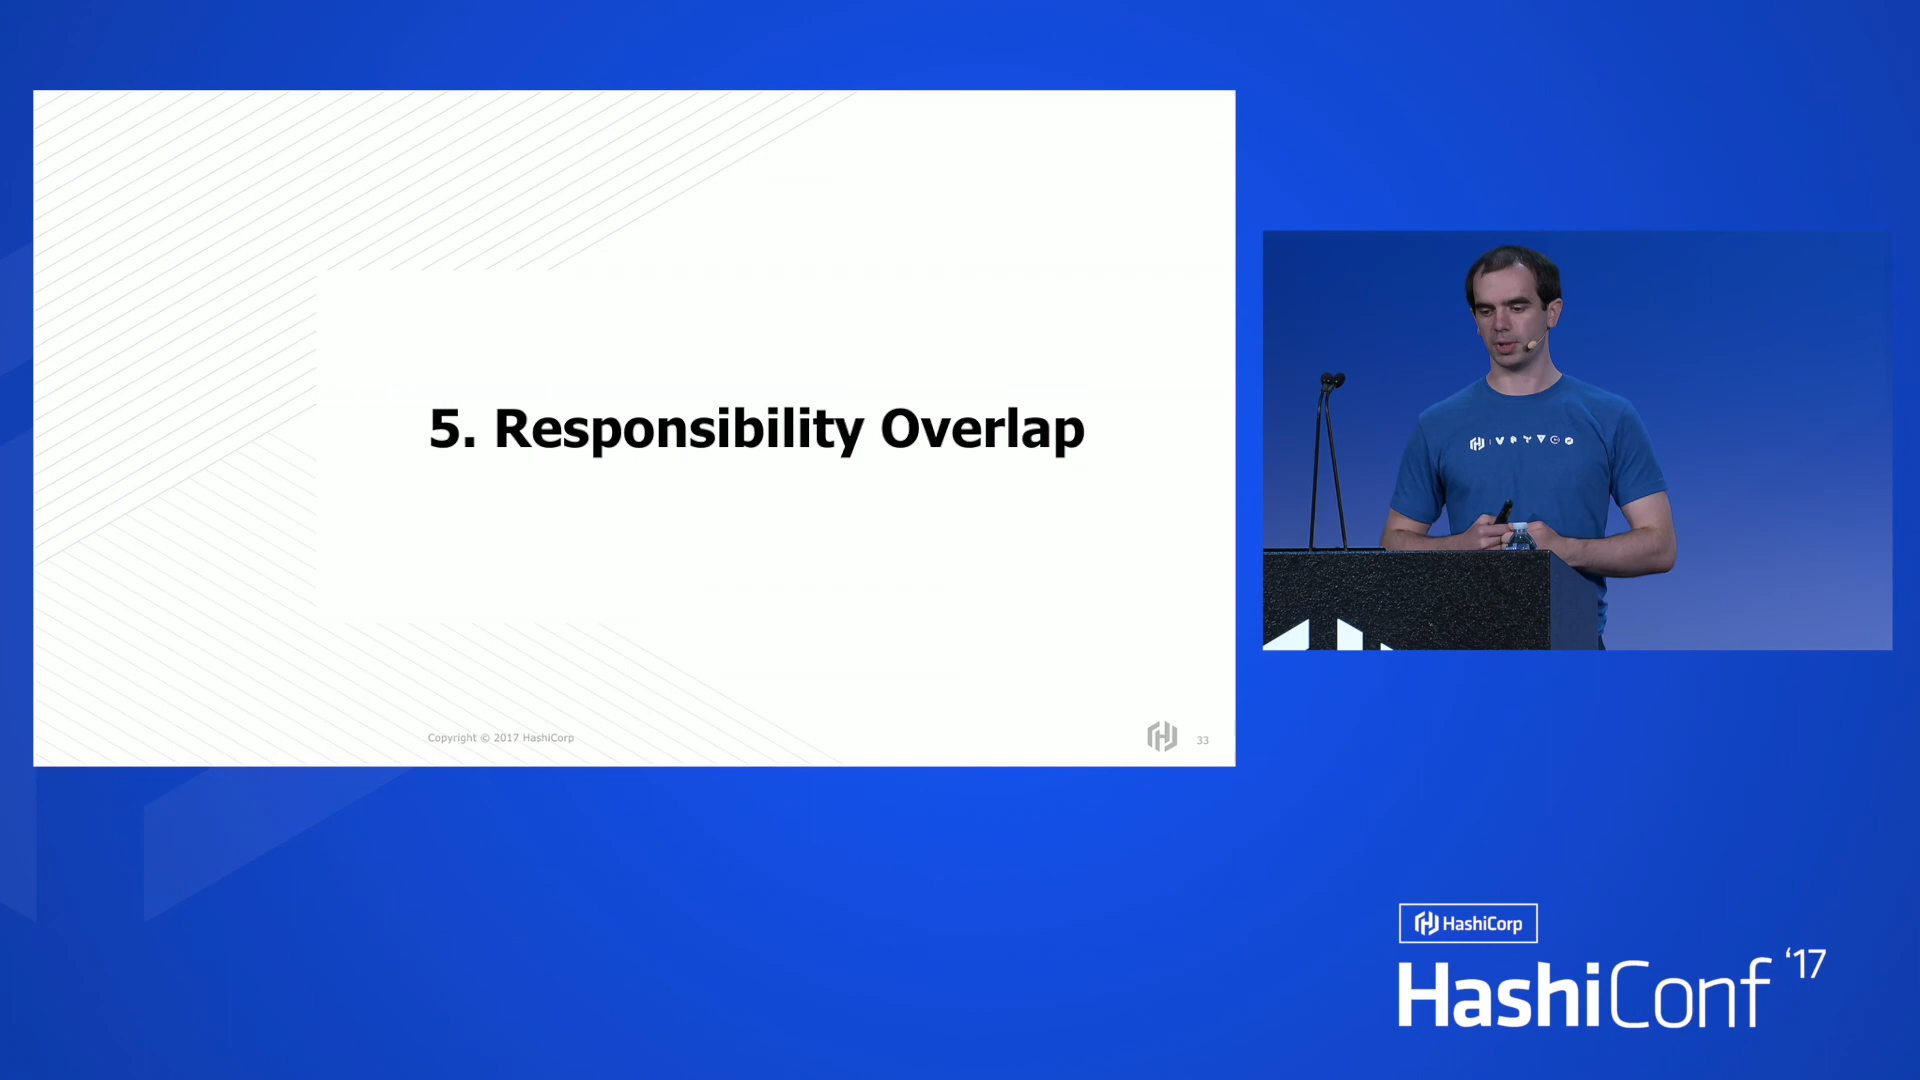 5. Responsibility Overlap
Copyright © 2017 HashiCorp
33
HashiCorp
HashiConf '17